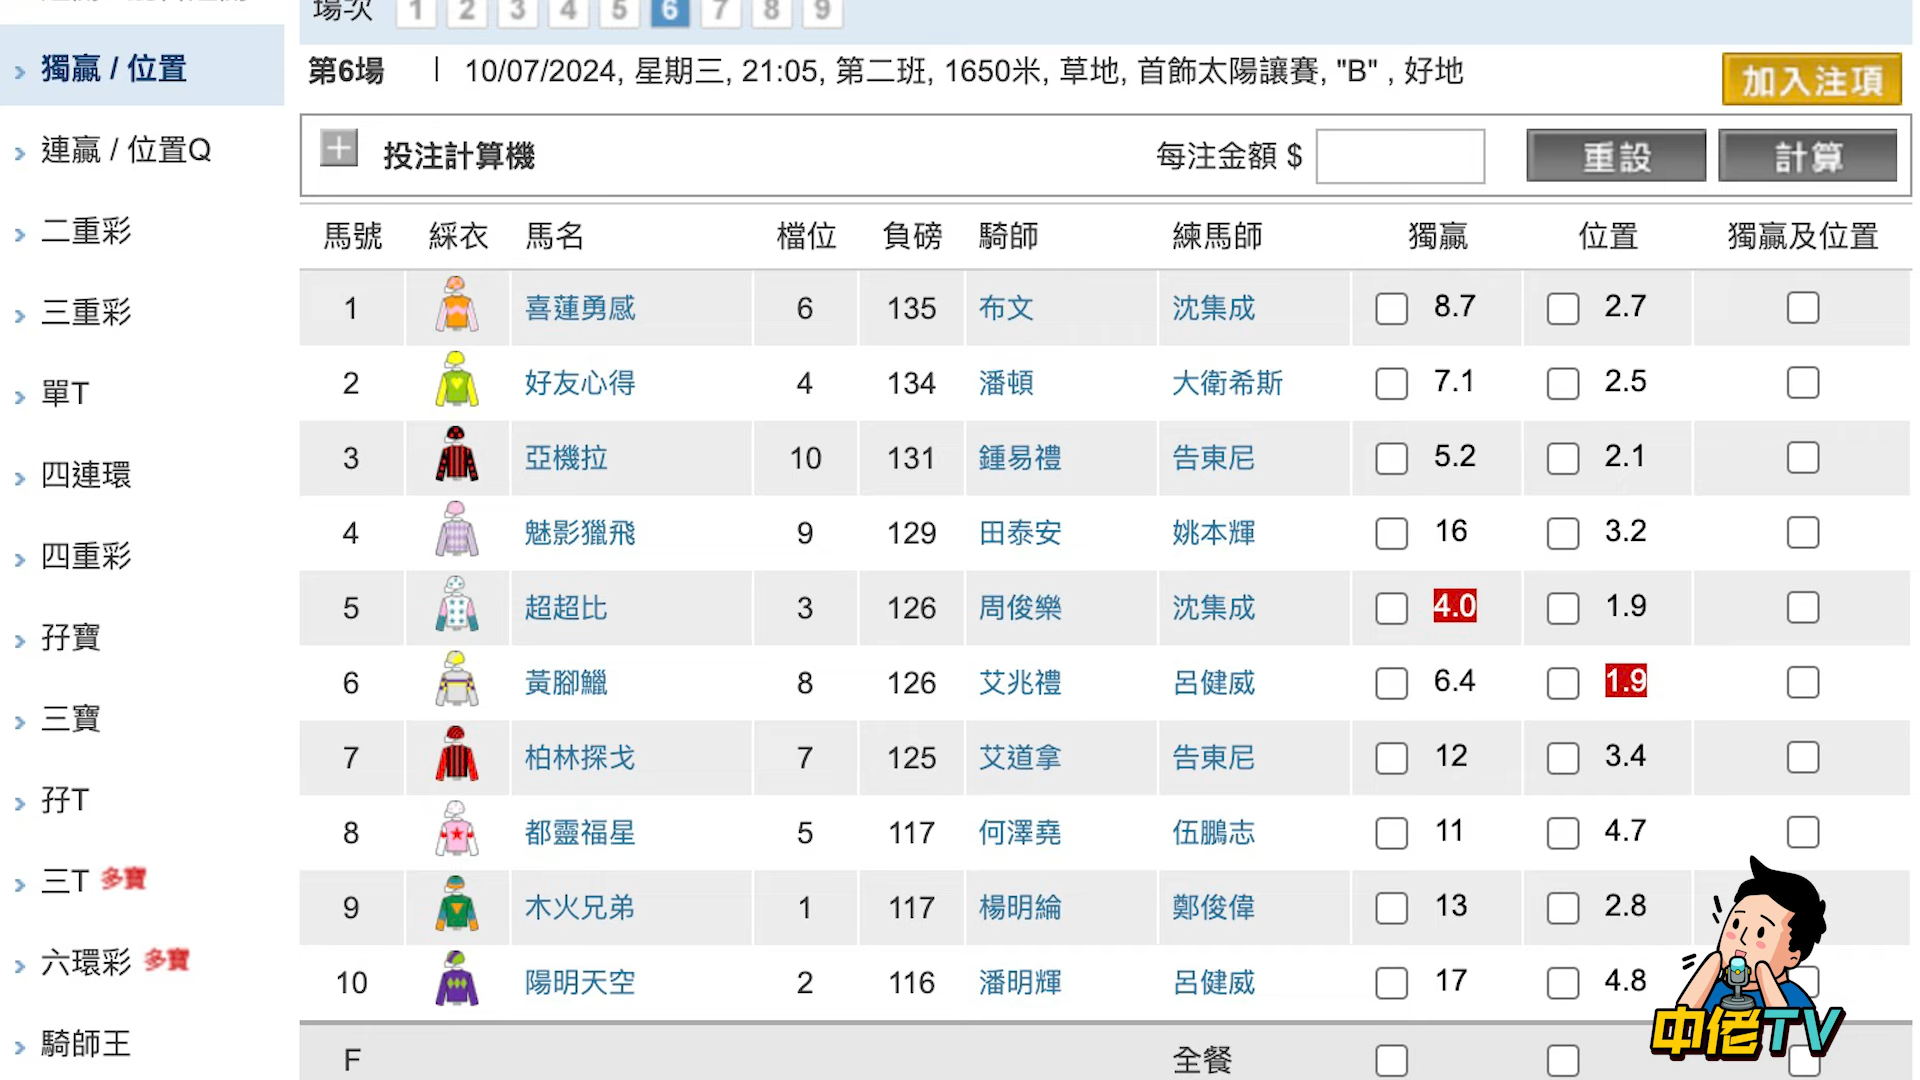 場次 1 2 3 4 5 6 7 8 9
獨贏 / 位置
第6場 | 10/07/2024, 星期三, 21:05, 第二班, 1650米, 草地, 首飾太陽讓賽, "B" , 好地
加入注項
連贏 / 位置Q
+ 投注計算機 每注金額 $ 重設 計算
二重彩
三重彩
單T
四連環
四重彩
孖寶
三寶
孖T
三T 多寶
六環彩 多寶
騎師王
馬號 綵衣 馬名 檔位 負磅 騎師 練馬師 獨贏 位置 獨贏及位置
1 喜蓮勇感 6 135 布文 沈集成 8.7 2.7
2 好友心得 4 134 潘頓 大衛希斯 7.1 2.5
3 亞機拉 10 131 鍾易禮 告東尼 5.2 2.1
4 魅影獵飛 9 129 田泰安 姚本輝 16 3.2
5 超超比 3 126 周俊樂 沈集成 4.0 1.9
6 黃腳鱲 8 126 艾兆禮 呂健威 6.4 1.9
7 柏林探戈 7 125 艾道拿 告東尼 12 3.4
8 都靈福星 5 117 何澤堯 伍鵬志 11 4.7
9 木火兄弟 1 117 楊明綸 鄭俊偉 13 2.8
10 陽明天空 2 116 潘明輝 呂健威 17 4.8
F 全餐
中佬TV